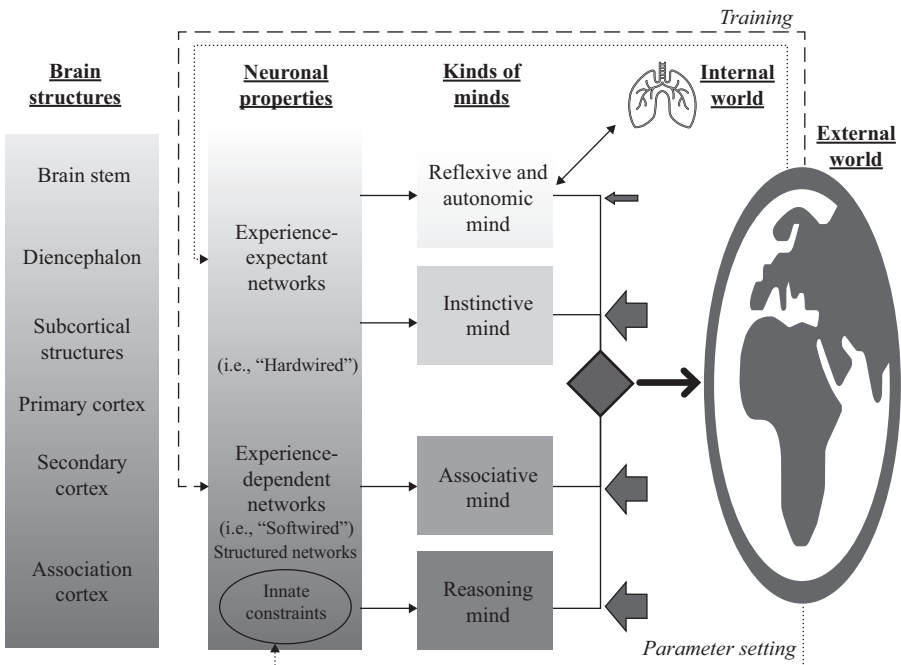 Training
Brain
structures
Neuronal
properties
Kinds of
minds
Internal
world
External
world
Brain stem
Diencephalon
Subcortical
structures
Primary cortex
Secondary
cortex
Association
cortex
Experience-
expectant
networks
(i.e., “Hardwired”)
Experience-
dependent
networks
(i.e., “Softwired”)
Structured networks
Innate
constraints
Reflexive and
autonomic
mind
Instinctive
mind
Associative
mind
Reasoning
mind
Parameter setting